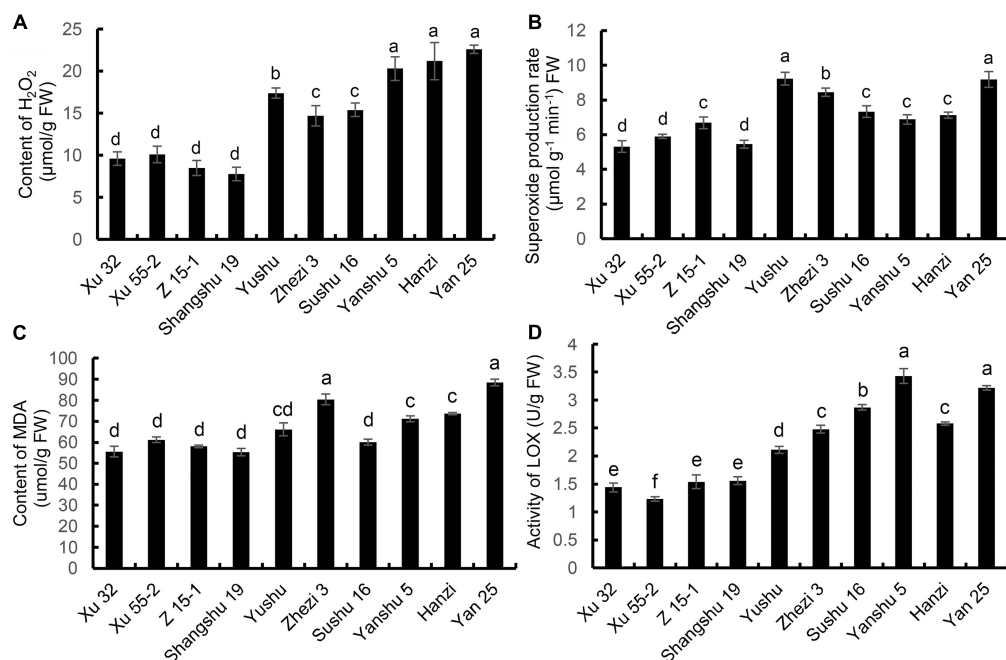 A
Content of H₂O₂
(μmol/g FW)
25
20
15
10
5
0
d d d d b c c a a a
Xu 32 Xu 55-2 Z 15-1 Shangshu 19 Yushu Zhezi 3 Sushu 16 Yanshu 5 Hanzi Yan 25
B
Superoxide production rate
(μmol g⁻¹ min⁻¹) FW
12
10
8
6
4
2
0
d d c d a b c c c a
Xu 32 Xu 55-2 Z 15-1 Shangshu 19 Yushu Zhezi 3 Sushu 16 Yanshu 5 Hanzi Yan 25
C
Content of MDA
(umol/g FW)
100
90
80
70
60
50
40
30
20
10
0
d d d d cd a d c c a
Xu 32 Xu 55-2 Z 15-1 Shangshu 19 Yushu Zhezi 3 Sushu 16 Yanshu 5 Hanzi Yan 25
D
Activity of LOX (U/g FW)
4
3.5
3
2.5
2
1.5
1
0.5
0
e f e e d c b a c a
Xu 32 Xu 55-2 Z 15-1 Shangshu 19 Yushu Zhezi 3 Sushu 16 Yanshu 5 Hanzi Yan 25